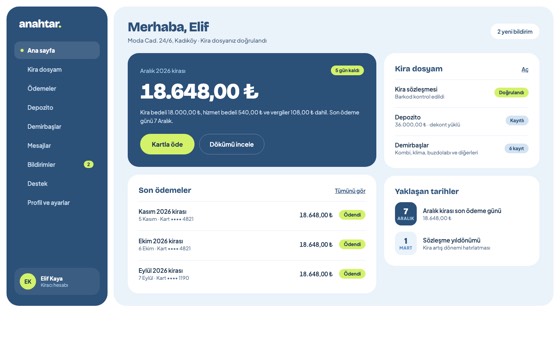 anahtar.
Ana sayfa
Kira dosyam
Ödemeler
Depozito
Demirbaşlar
Mesajlar
Bildirimler 2
Destek
Profil ve ayarlar
EK
Elif Kaya
Kiracı hesabı
Merhaba, Elif
Moda Cad. 24/6, Kadıköy · Kira dosyanız doğrulandı
2 yeni bildirim
Aralık 2026 kirası
5 gün kaldı
18.648,00 ₺
Kira bedeli 18.000,00 ₺, hizmet bedeli 540,00 ₺ ve vergiler 108,00 ₺ dahil. Son ödeme
günü 7 Aralık.
Kartla öde
Dökümü incele
Son ödemeler
Tümünü gör
Kasım 2026 kirası
5 Kasım · Kart •••• 4821
18.648,00 ₺ Ödendi
Ekim 2026 kirası
6 Ekim · Kart •••• 4821
18.648,00 ₺ Ödendi
Eylül 2026 kirası
7 Eylül · Kart •••• 1190
18.648,00 ₺ Ödendi
Kira dosyam
Aç
Kira sözleşmesi
Barkod kontrol edildi
Doğrulandı
Depozito
36.000,00 ₺ · dekont yüklü
Kayıtlı
Demirbaşlar
Kombi, klima, buzdolabı ve diğerleri
6 kayıt
Yaklaşan tarihler
7
ARALIK
Aralık kirası son ödeme günü
18.648,00 ₺
1
MART
Sözleşme yıldönümü
Kira artış dönemi hatırlatması